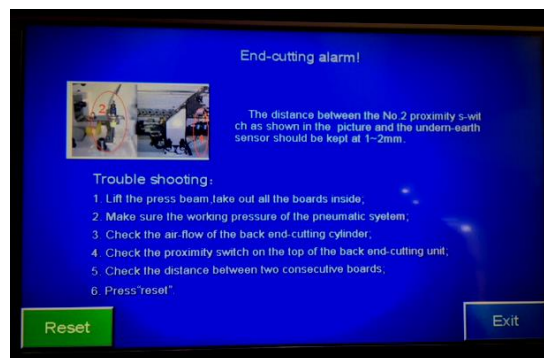 End-cutting alarm!
2
The distance between the No.2 proximity s-wit
ch as shown in the picture and the undern-earth
sensor should be kept at 1~2mm.
Trouble shooting:
1. Lift the press beam,take out all the boards inside;
2. Make sure the working pressure of the pneumatic syetem;
3 Check the air-flow of the back end-cutting cylinder;
4. Check the proximity switch on the top of the back end-cutting unit;
5. Check the distance between two consecutive boards;
6. Press"reset".
Reset
Exit